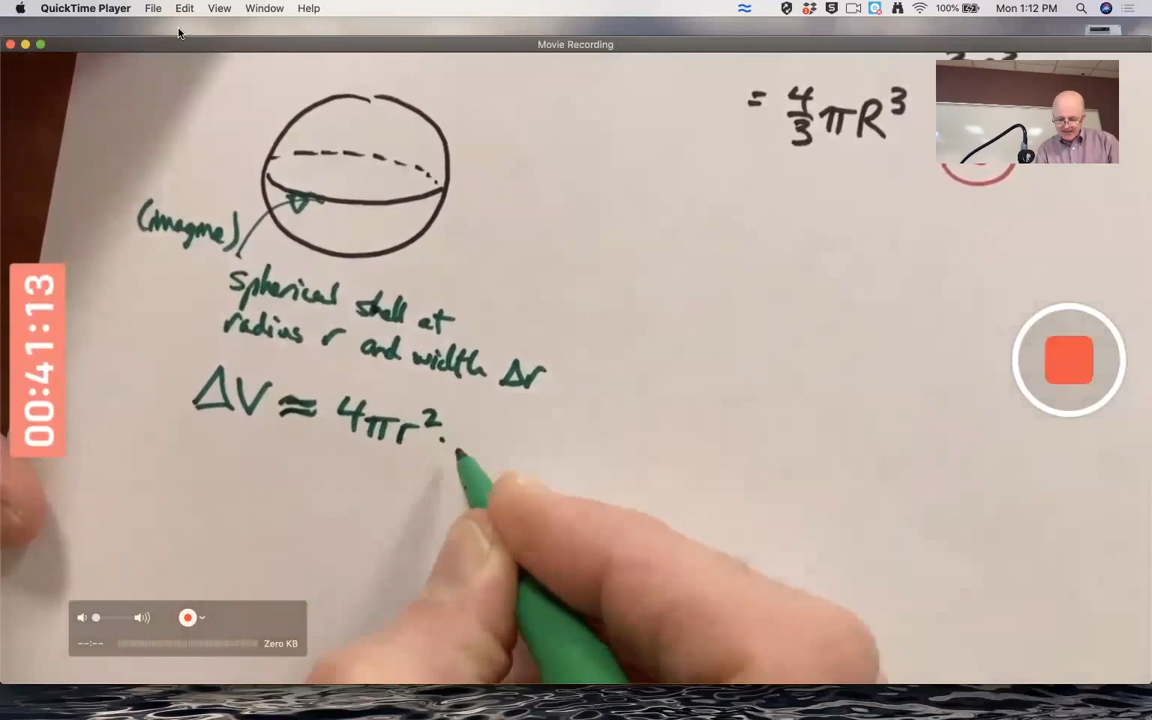 QuickTime Player File Edit View Window Help 100% Mon 1:12 PM
Movie Recording
= 4/3 πR³
(imagine)
spherical shell at
radius r and width Δr
ΔV ≈ 4πr² ·
00:41:13
--:-- Zero KB